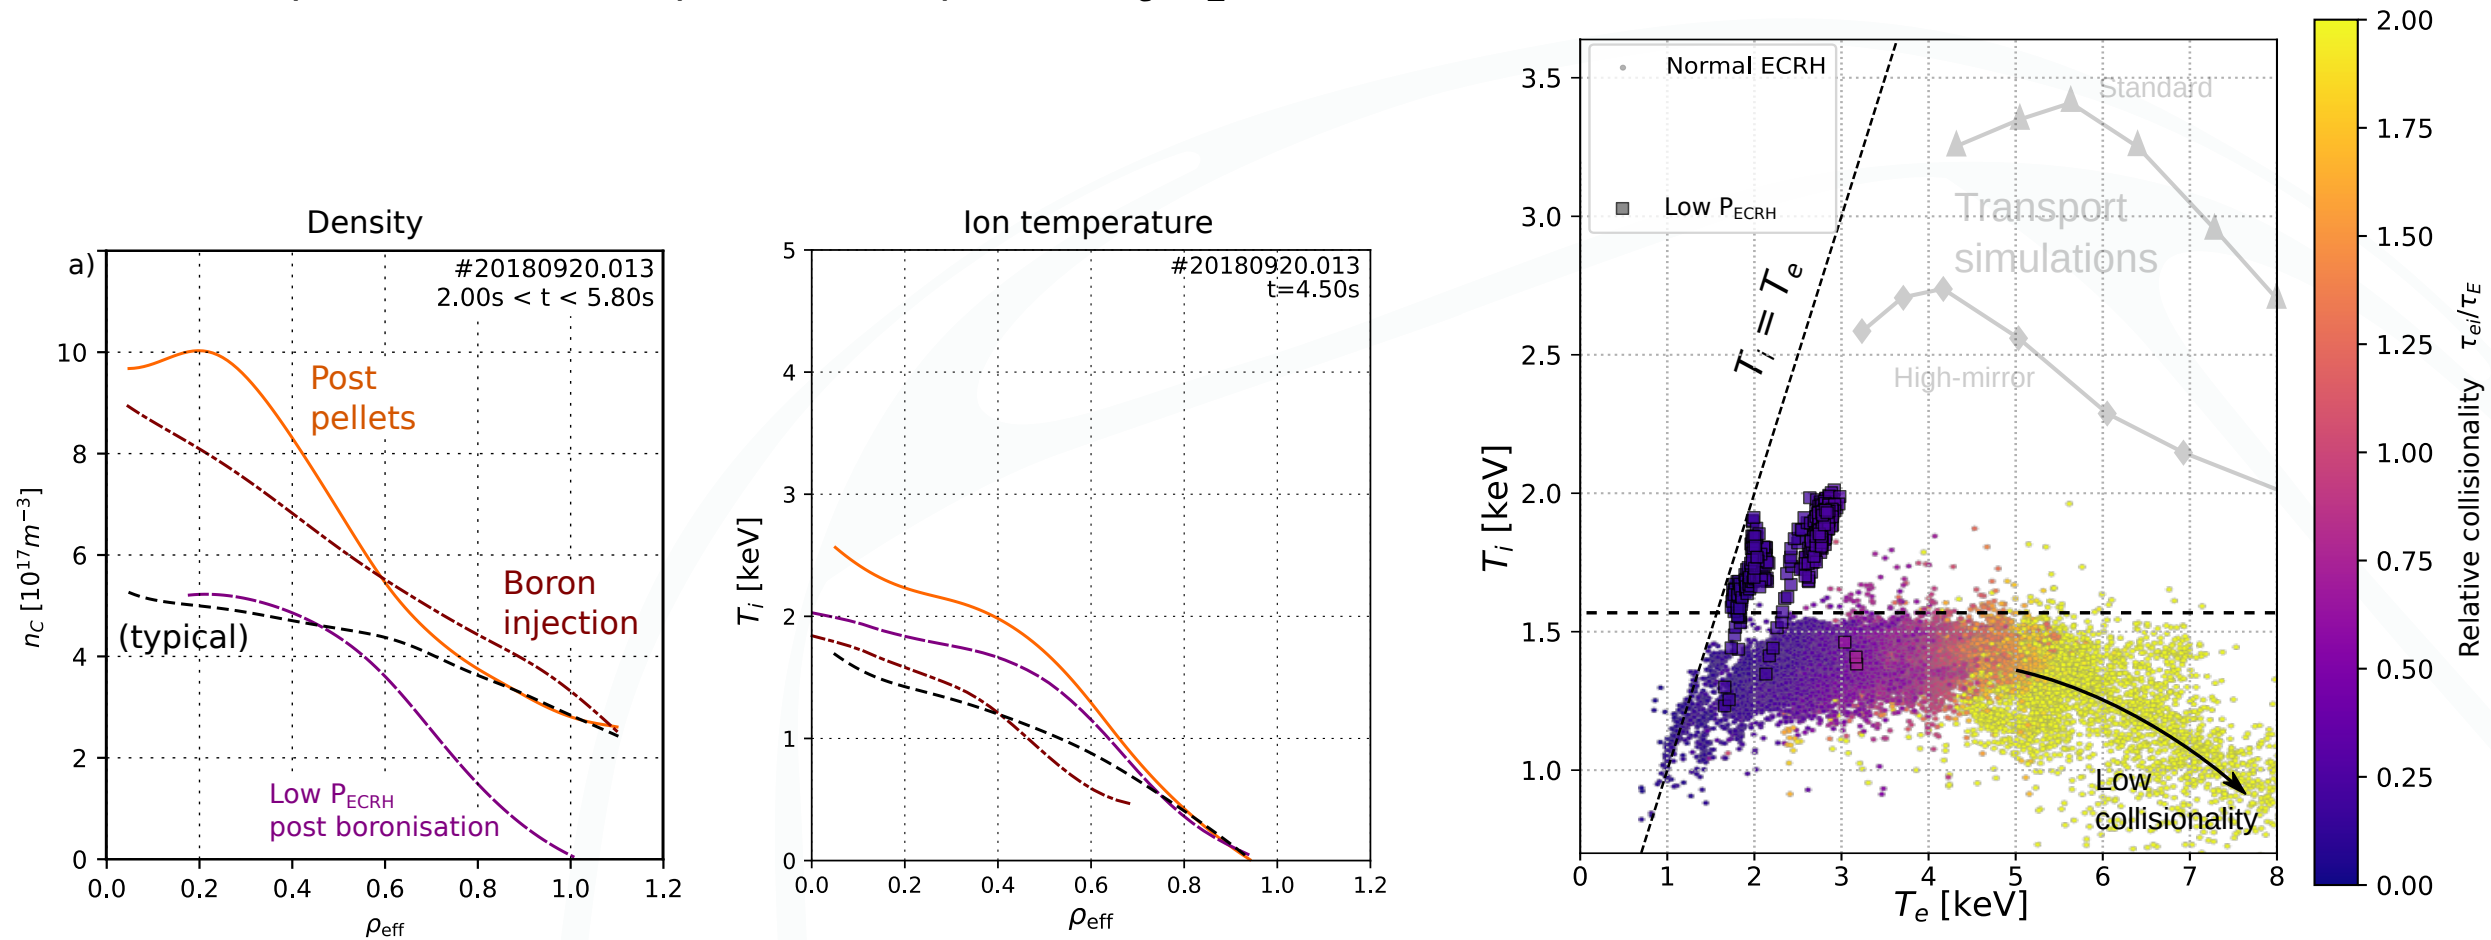 Density
a)
#20180920.013
2.00s < t < 5.80s
Post
pellets
Boron
injection
(typical)
Low P_ECRH
post boronisation
n_C [10^17 m^−3]
10
8
6
4
2
0
0.0 0.2 0.4 0.6 0.8 1.0 1.2
ρ_eff
Ion temperature
#20180920.013
t=4.50s
T_i [keV]
5
4
3
2
1
0
0.0 0.2 0.4 0.6 0.8 1.0 1.2
ρ_eff
Normal ECRH
Low P_ECRH
T_i = T_e
Standard
Transport
simulations
High-mirror
Low
collisionality
T_i [keV]
3.5
3.0
2.5
2.0
1.5
1.0
0 1 2 3 4 5 6 7 8
T_e [keV]
2.00
1.75
1.50
1.25
1.00
0.75
0.50
0.25
0.00
Relative collisionality τ_ei/τ_E